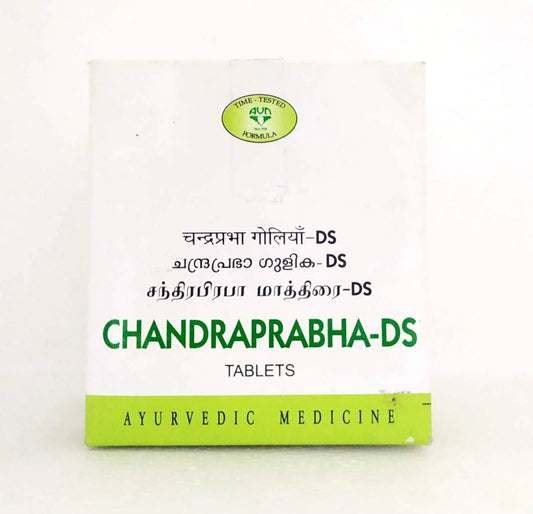 TIME - TESTED
AVN
FORMULA
चन्द्रप्रभा गोलियाँ-DS
ചന്ദ്രപ്രഭാ ഗുളിക-DS
சந்திரபிரபா மாத்திரை-DS
CHANDRAPRABHA-DS
TABLETS
AYURVEDIC MEDICINE